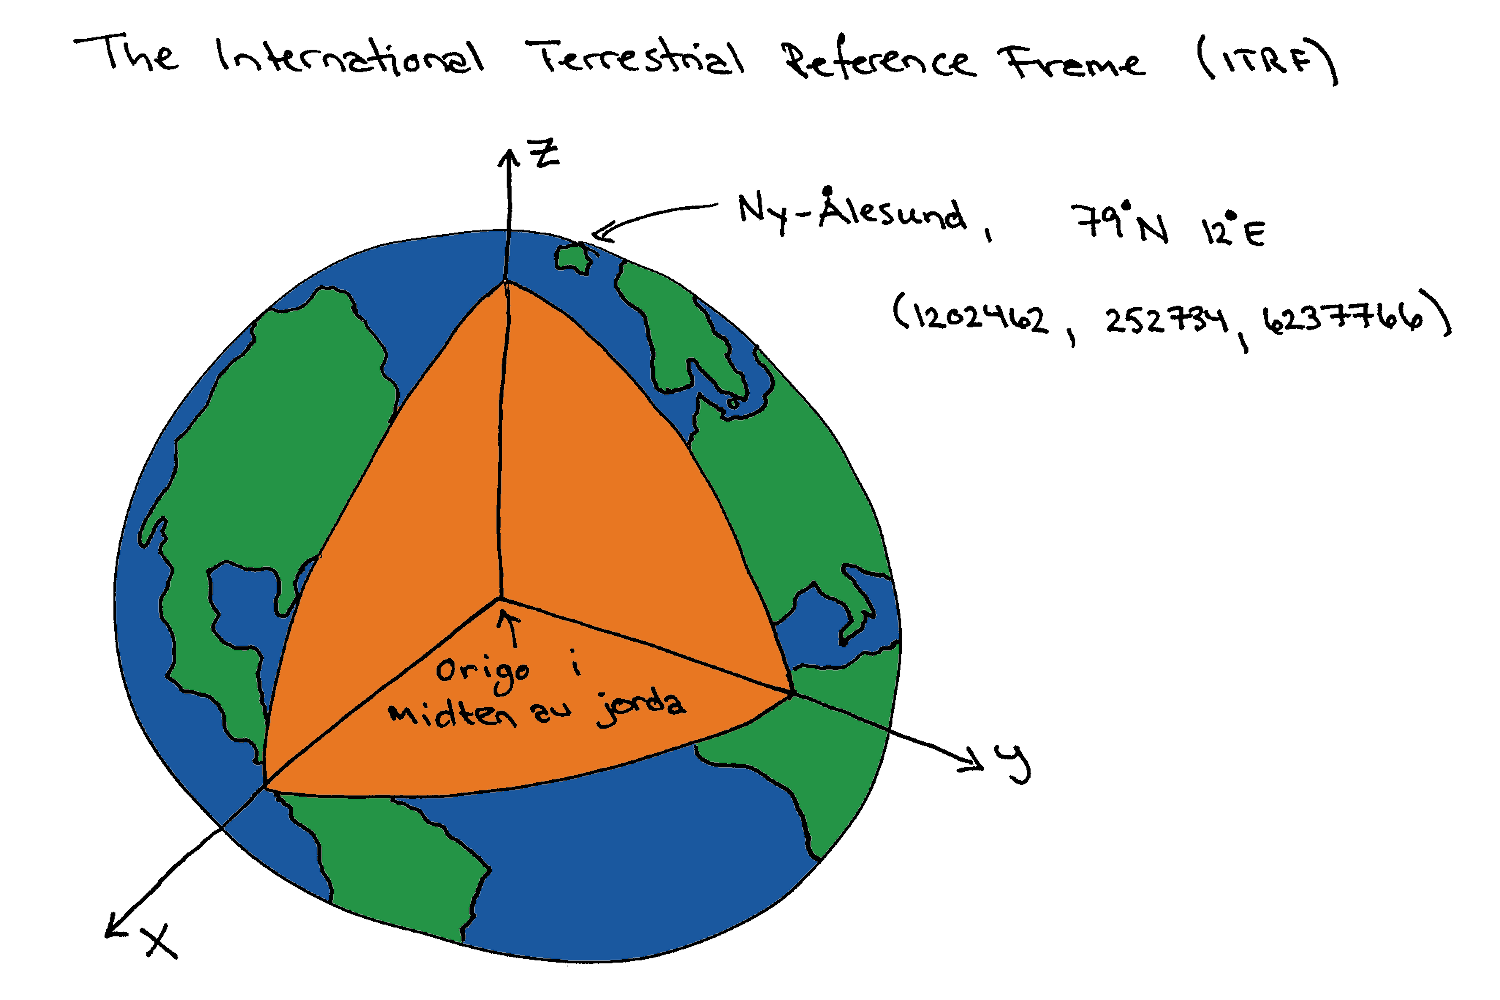 The International Terrestrial Reference Frame (ITRF)
Z
Ny-Ålesund, 79°N 12°E
(1202462, 252734, 6237766)
Origo i
midten av jorda
y
X